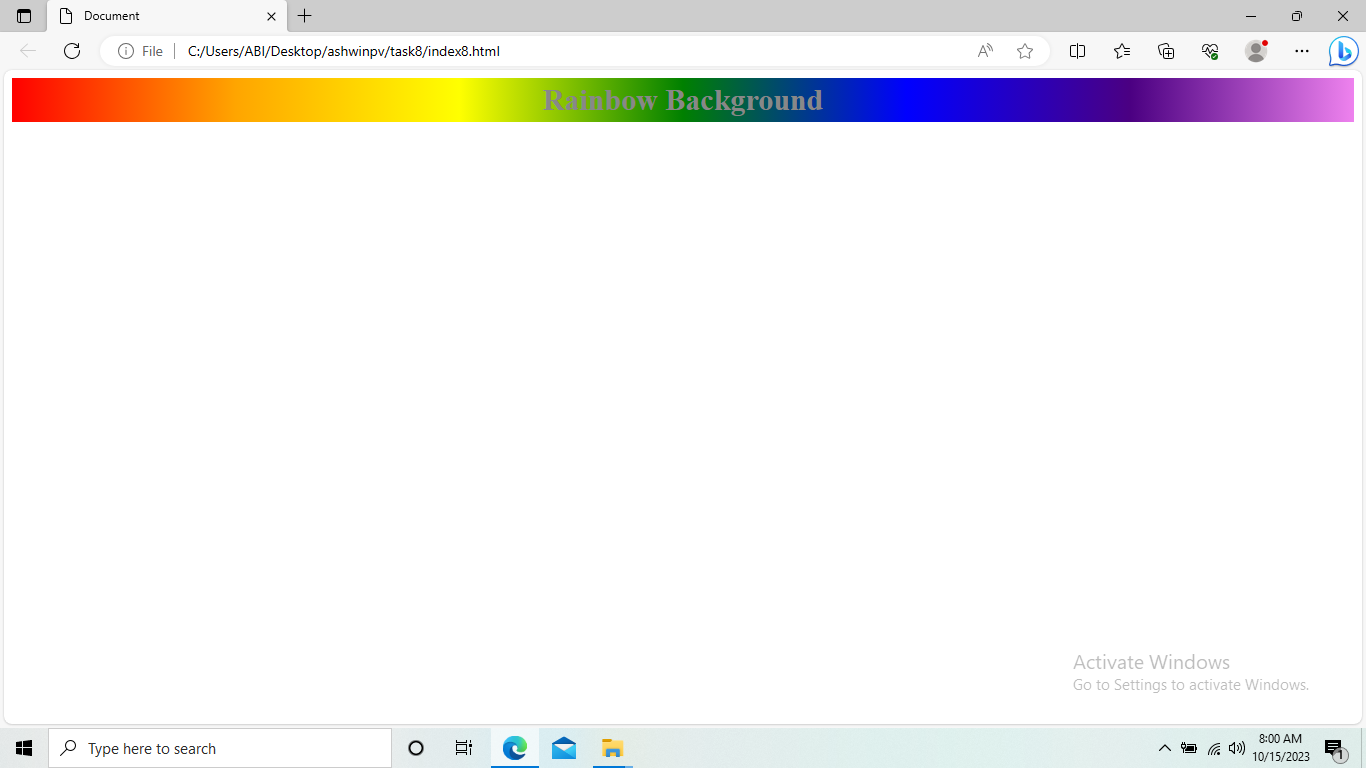 Document
File
C:/Users/ABI/Desktop/ashwinpv/task8/index8.html
Rainbow Background
Activate Windows
Go to Settings to activate Windows.
Type here to search
8:00 AM
10/15/2023
1